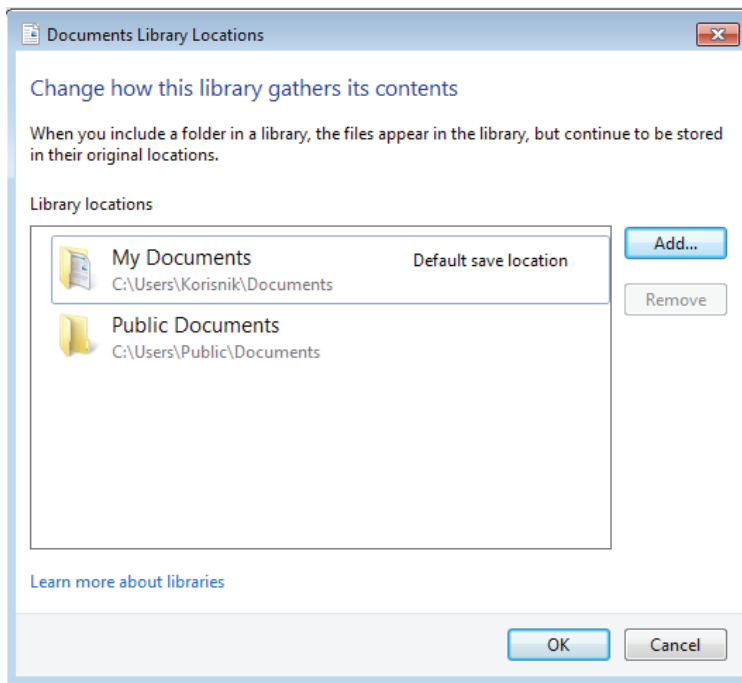 Documents Library Locations
Change how this library gathers its contents
When you include a folder in a library, the files appear in the library, but continue to be stored
in their original locations.
Library locations
My Documents Default save location
C:\Users\Korisnik\Documents
Public Documents
C:\Users\Public\Documents
Add...
Remove
Learn more about libraries
OK Cancel